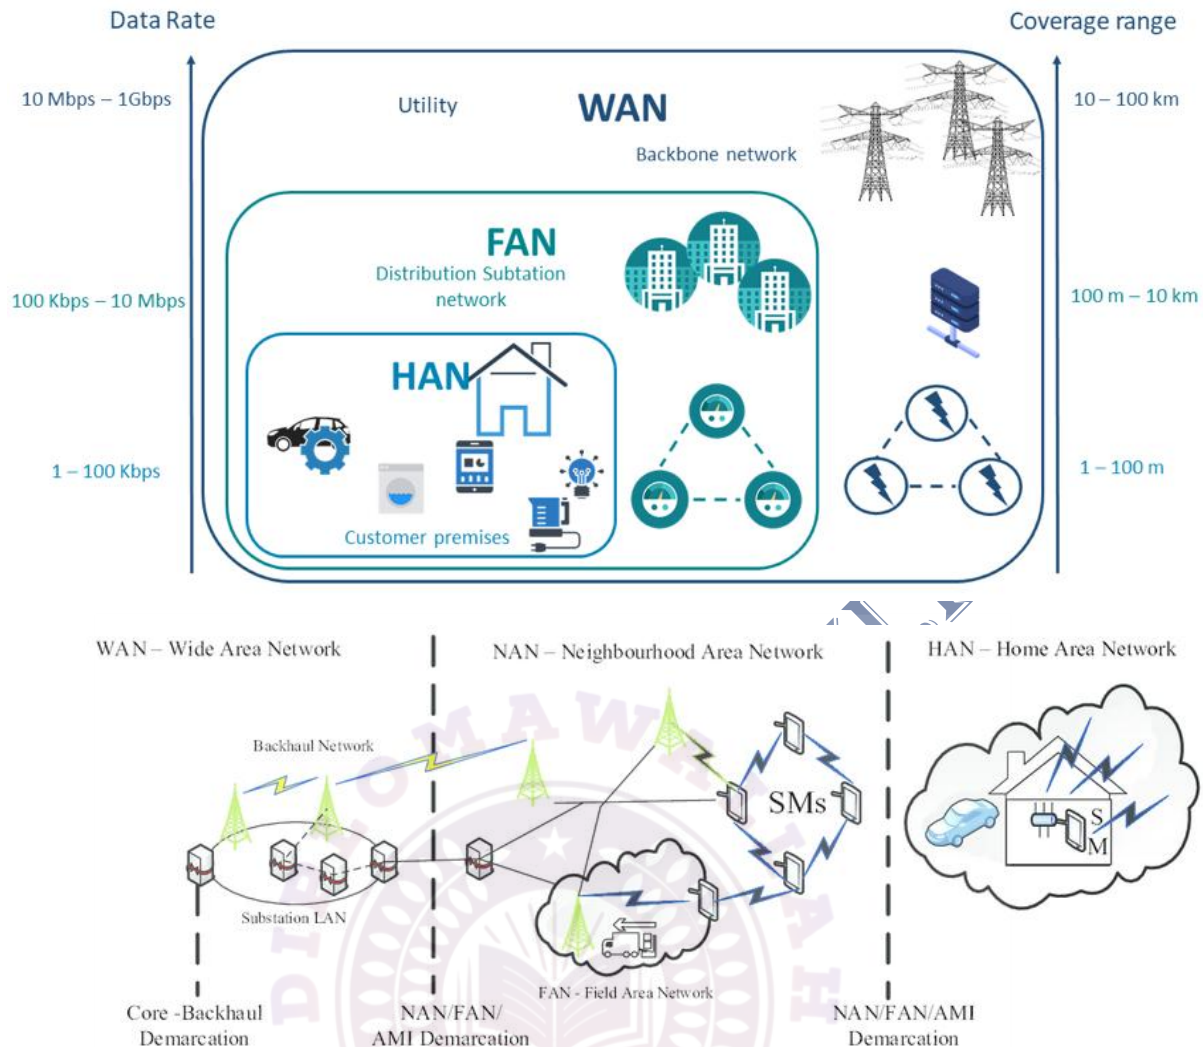 Data Rate
Coverage range
10 Mbps – 1Gbps
Utility
WAN
10 – 100 km
Backbone network
FAN
Distribution Subtation
network
100 Kbps – 10 Mbps
100 m – 10 km
HAN
1 – 100 Kbps
1 – 100 m
Customer premises
WAN – Wide Area Network
NAN – Neighbourhood Area Network
HAN – Home Area Network
Backhaul Network
SMs
S
M
Substation LAN
FAN - Field Area Network
Core -Backhaul
Demarcation
NAN/FAN/
AMI Demarcation
NAN/FAN/AMI
Demarcation